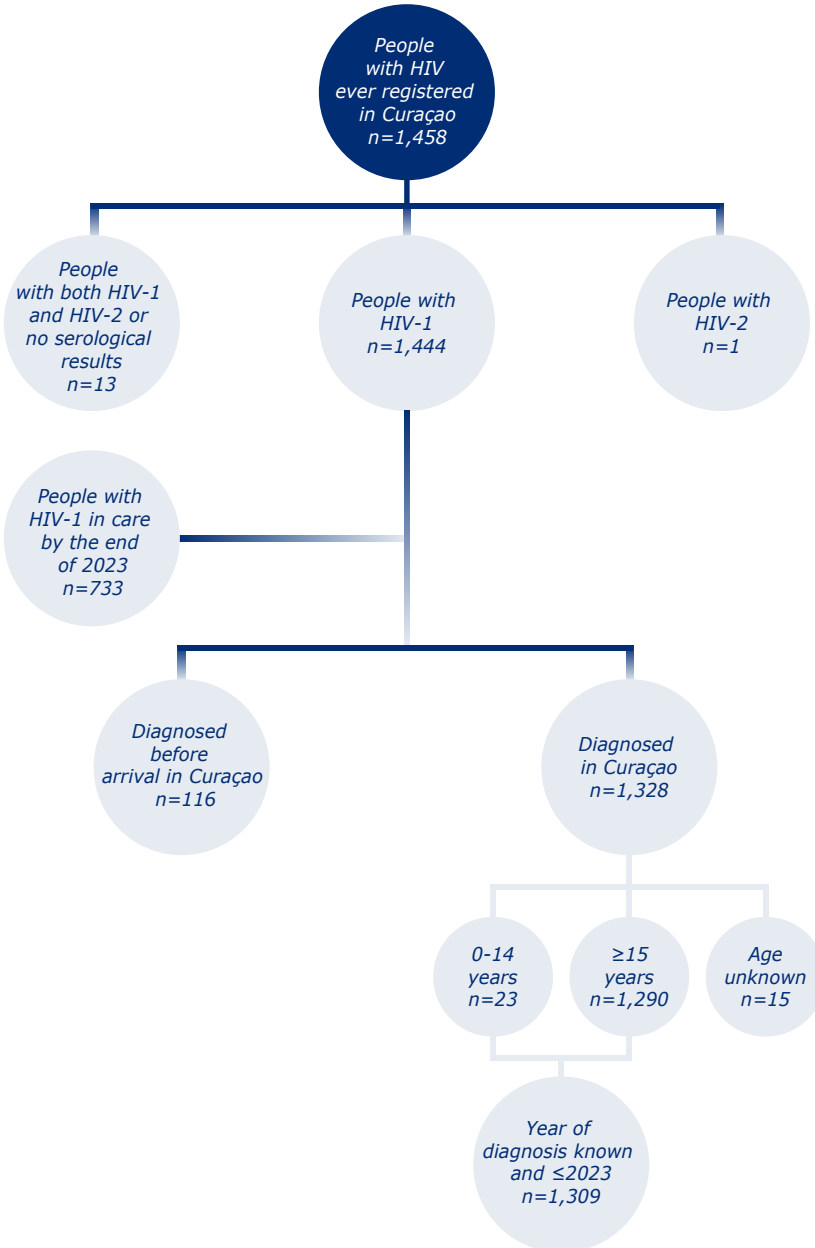 People
with HIV
ever registered
in Curaçao
n=1,458
People
with both HIV-1
and HIV-2 or
no serological
results
n=13
People with
HIV-1
n=1,444
People with
HIV-2
n=1
People with
HIV-1 in care
by the end
of 2023
n=733
Diagnosed
before
arrival in Curaçao
n=116
Diagnosed
in Curaçao
n=1,328
0-14
years
n=23
≥15
years
n=1,290
Age
unknown
n=15
Year of
diagnosis known
and ≤2023
n=1,309